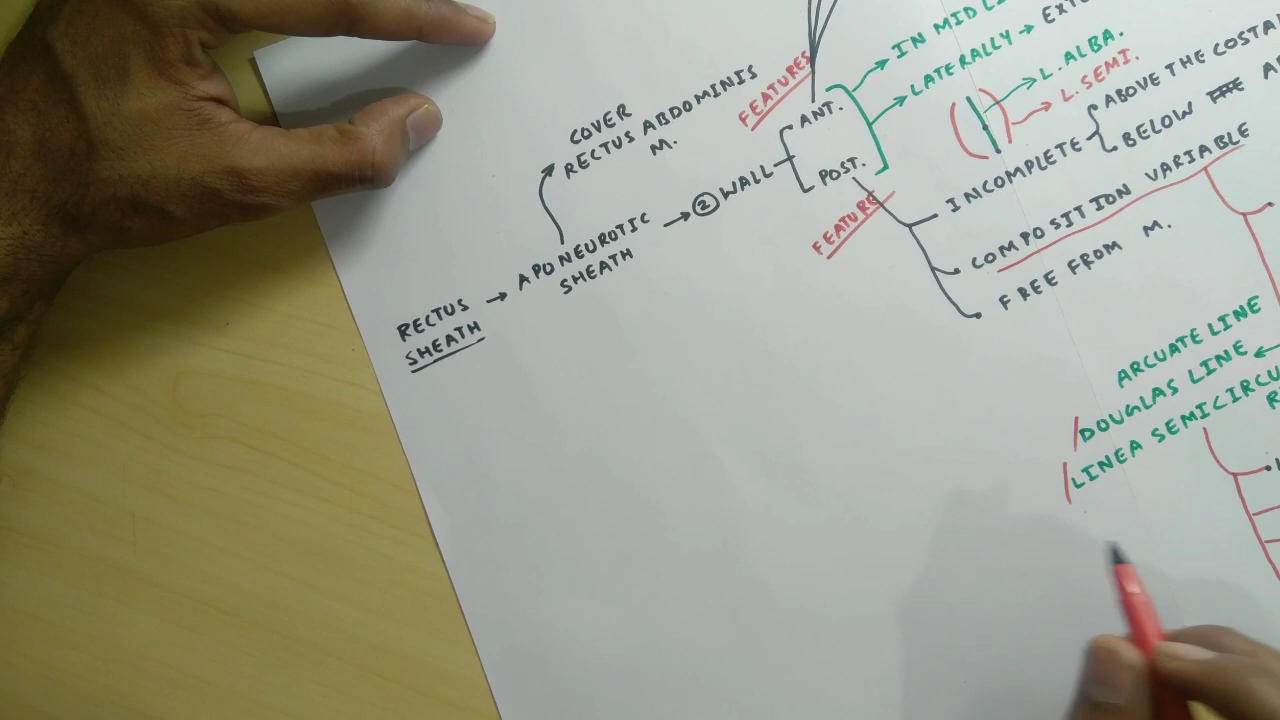 RECTUS
SHEATH
APONEUROTIC
SHEATH
COVER
RECTUS ABDOMINIS
M.
② WALL
ANT.
POST.
FEATURES
IN MID
LATERALLY → EXT
L. ALBA.
L. SEMI.
FEATURE
INCOMPLETE
ABOVE THE COSTA
BELOW
COMPOSITION VARIABLE
FREE FROM M.
ARCUATE LINE
/DOUGLAS LINE
/LINEA SEMICIRCU